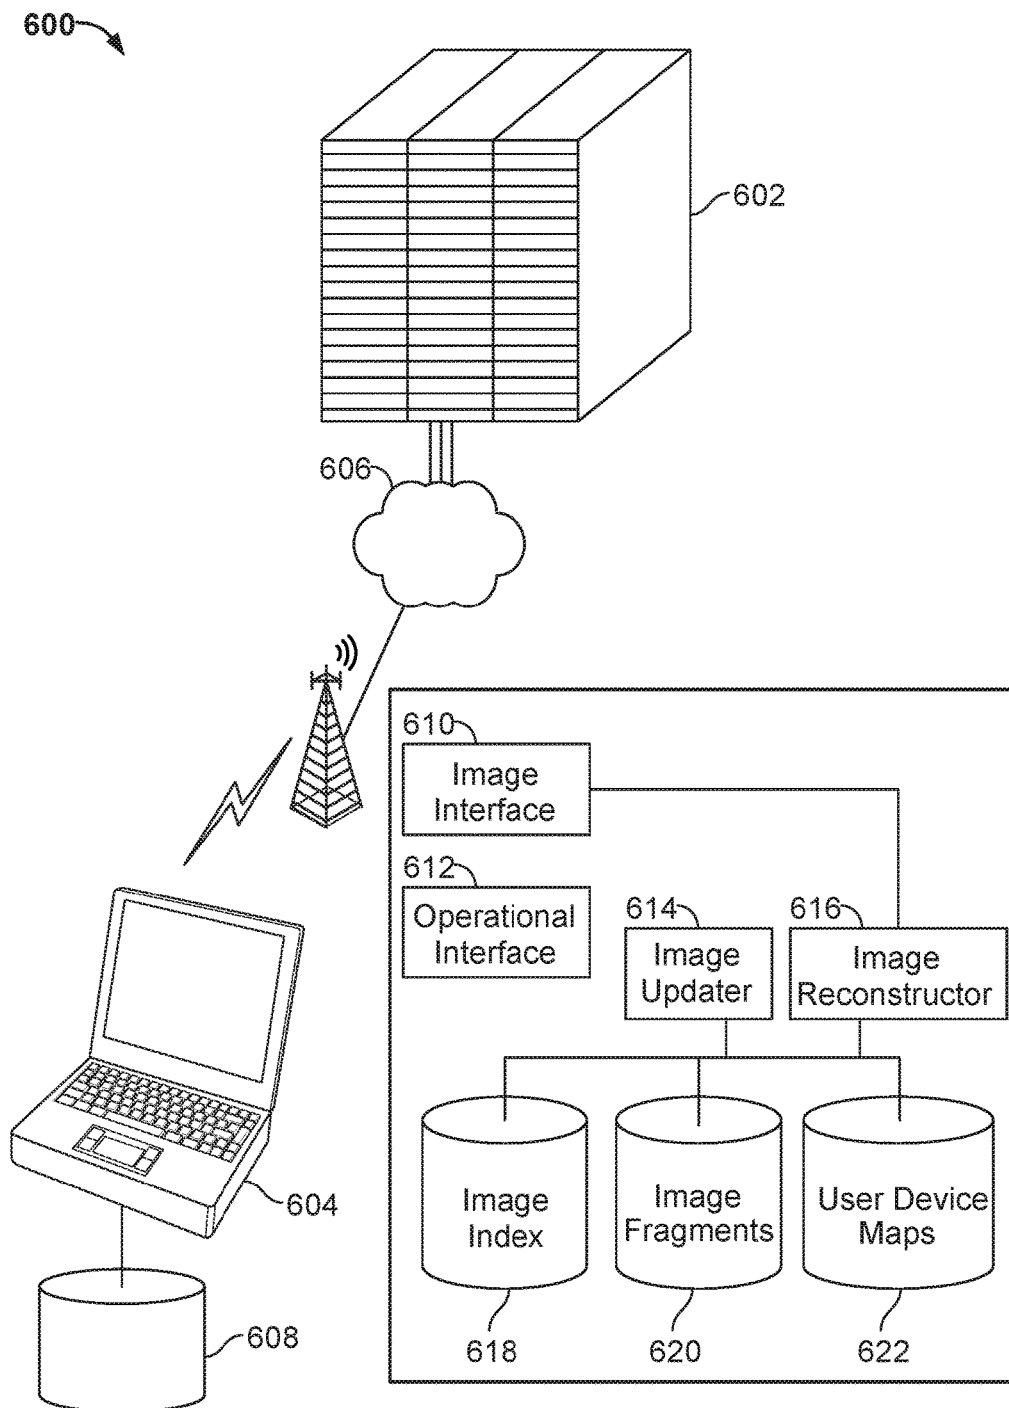 600
602
606
610
Image
Interface
612
Operational
Interface
614
Image
Updater
616
Image
Reconstructor
604
Image
Index
Image
Fragments
User Device
Maps
608
618
620
622